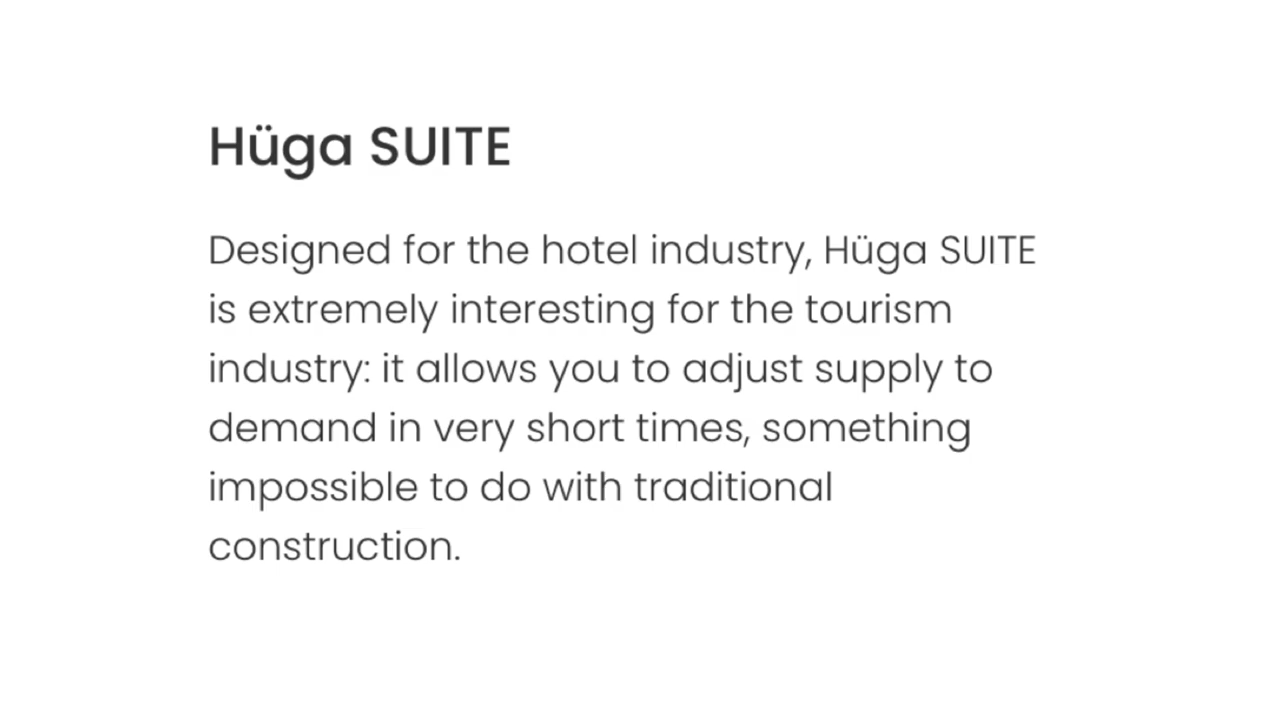 Hüga SUITE
Designed for the hotel industry, Hüga SUITE
is extremely interesting for the tourism
industry: it allows you to adjust supply to
demand in very short times, something
impossible to do with traditional
construction.